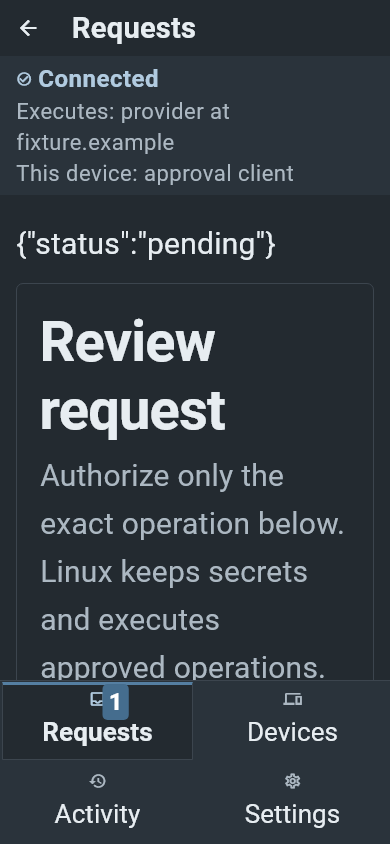 Requests
Connected
Executes: provider at
fixture.example
This device: approval client
{"status":"pending"}
Review
request
Authorize only the
exact operation below.
Linux keeps secrets
and executes
approved operations.
1
Requests
Devices
Activity
Settings